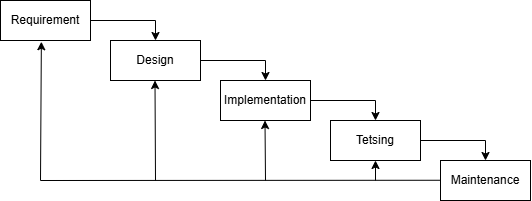 Requirement
Design
Implementation
Tetsing
Maintenance